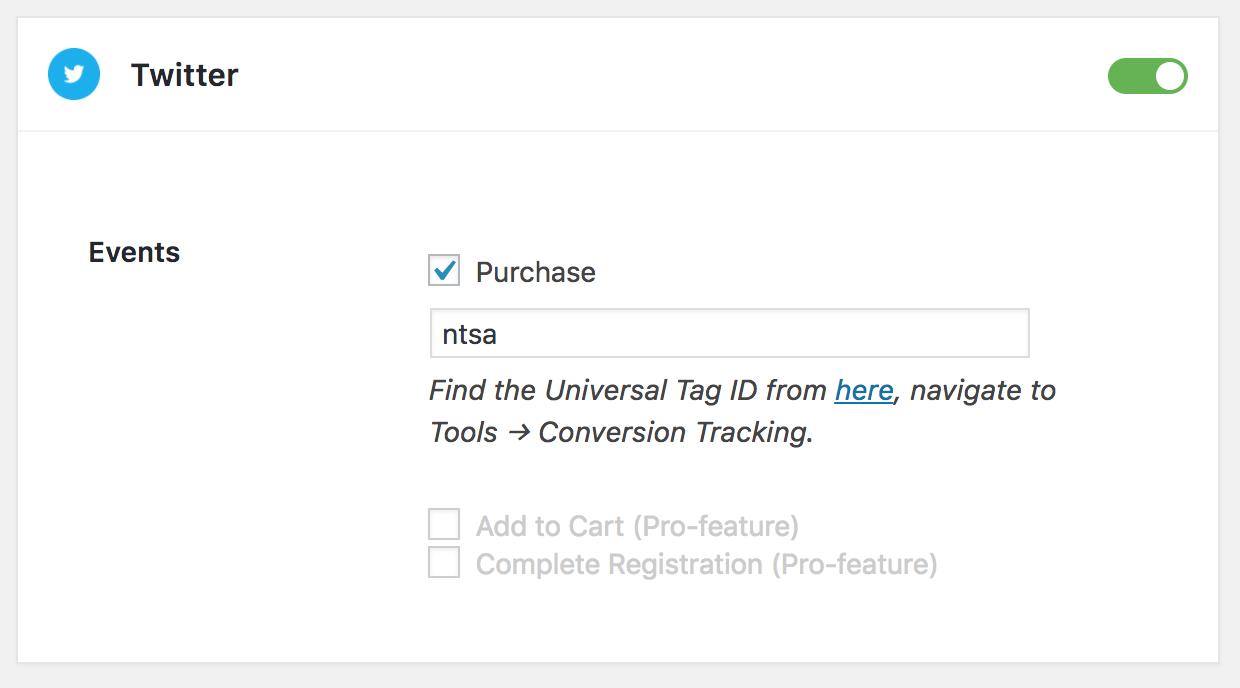 Twitter
Events
Purchase
ntsa
Find the Universal Tag ID from here, navigate to
Tools → Conversion Tracking.
Add to Cart (Pro-feature)
Complete Registration (Pro-feature)